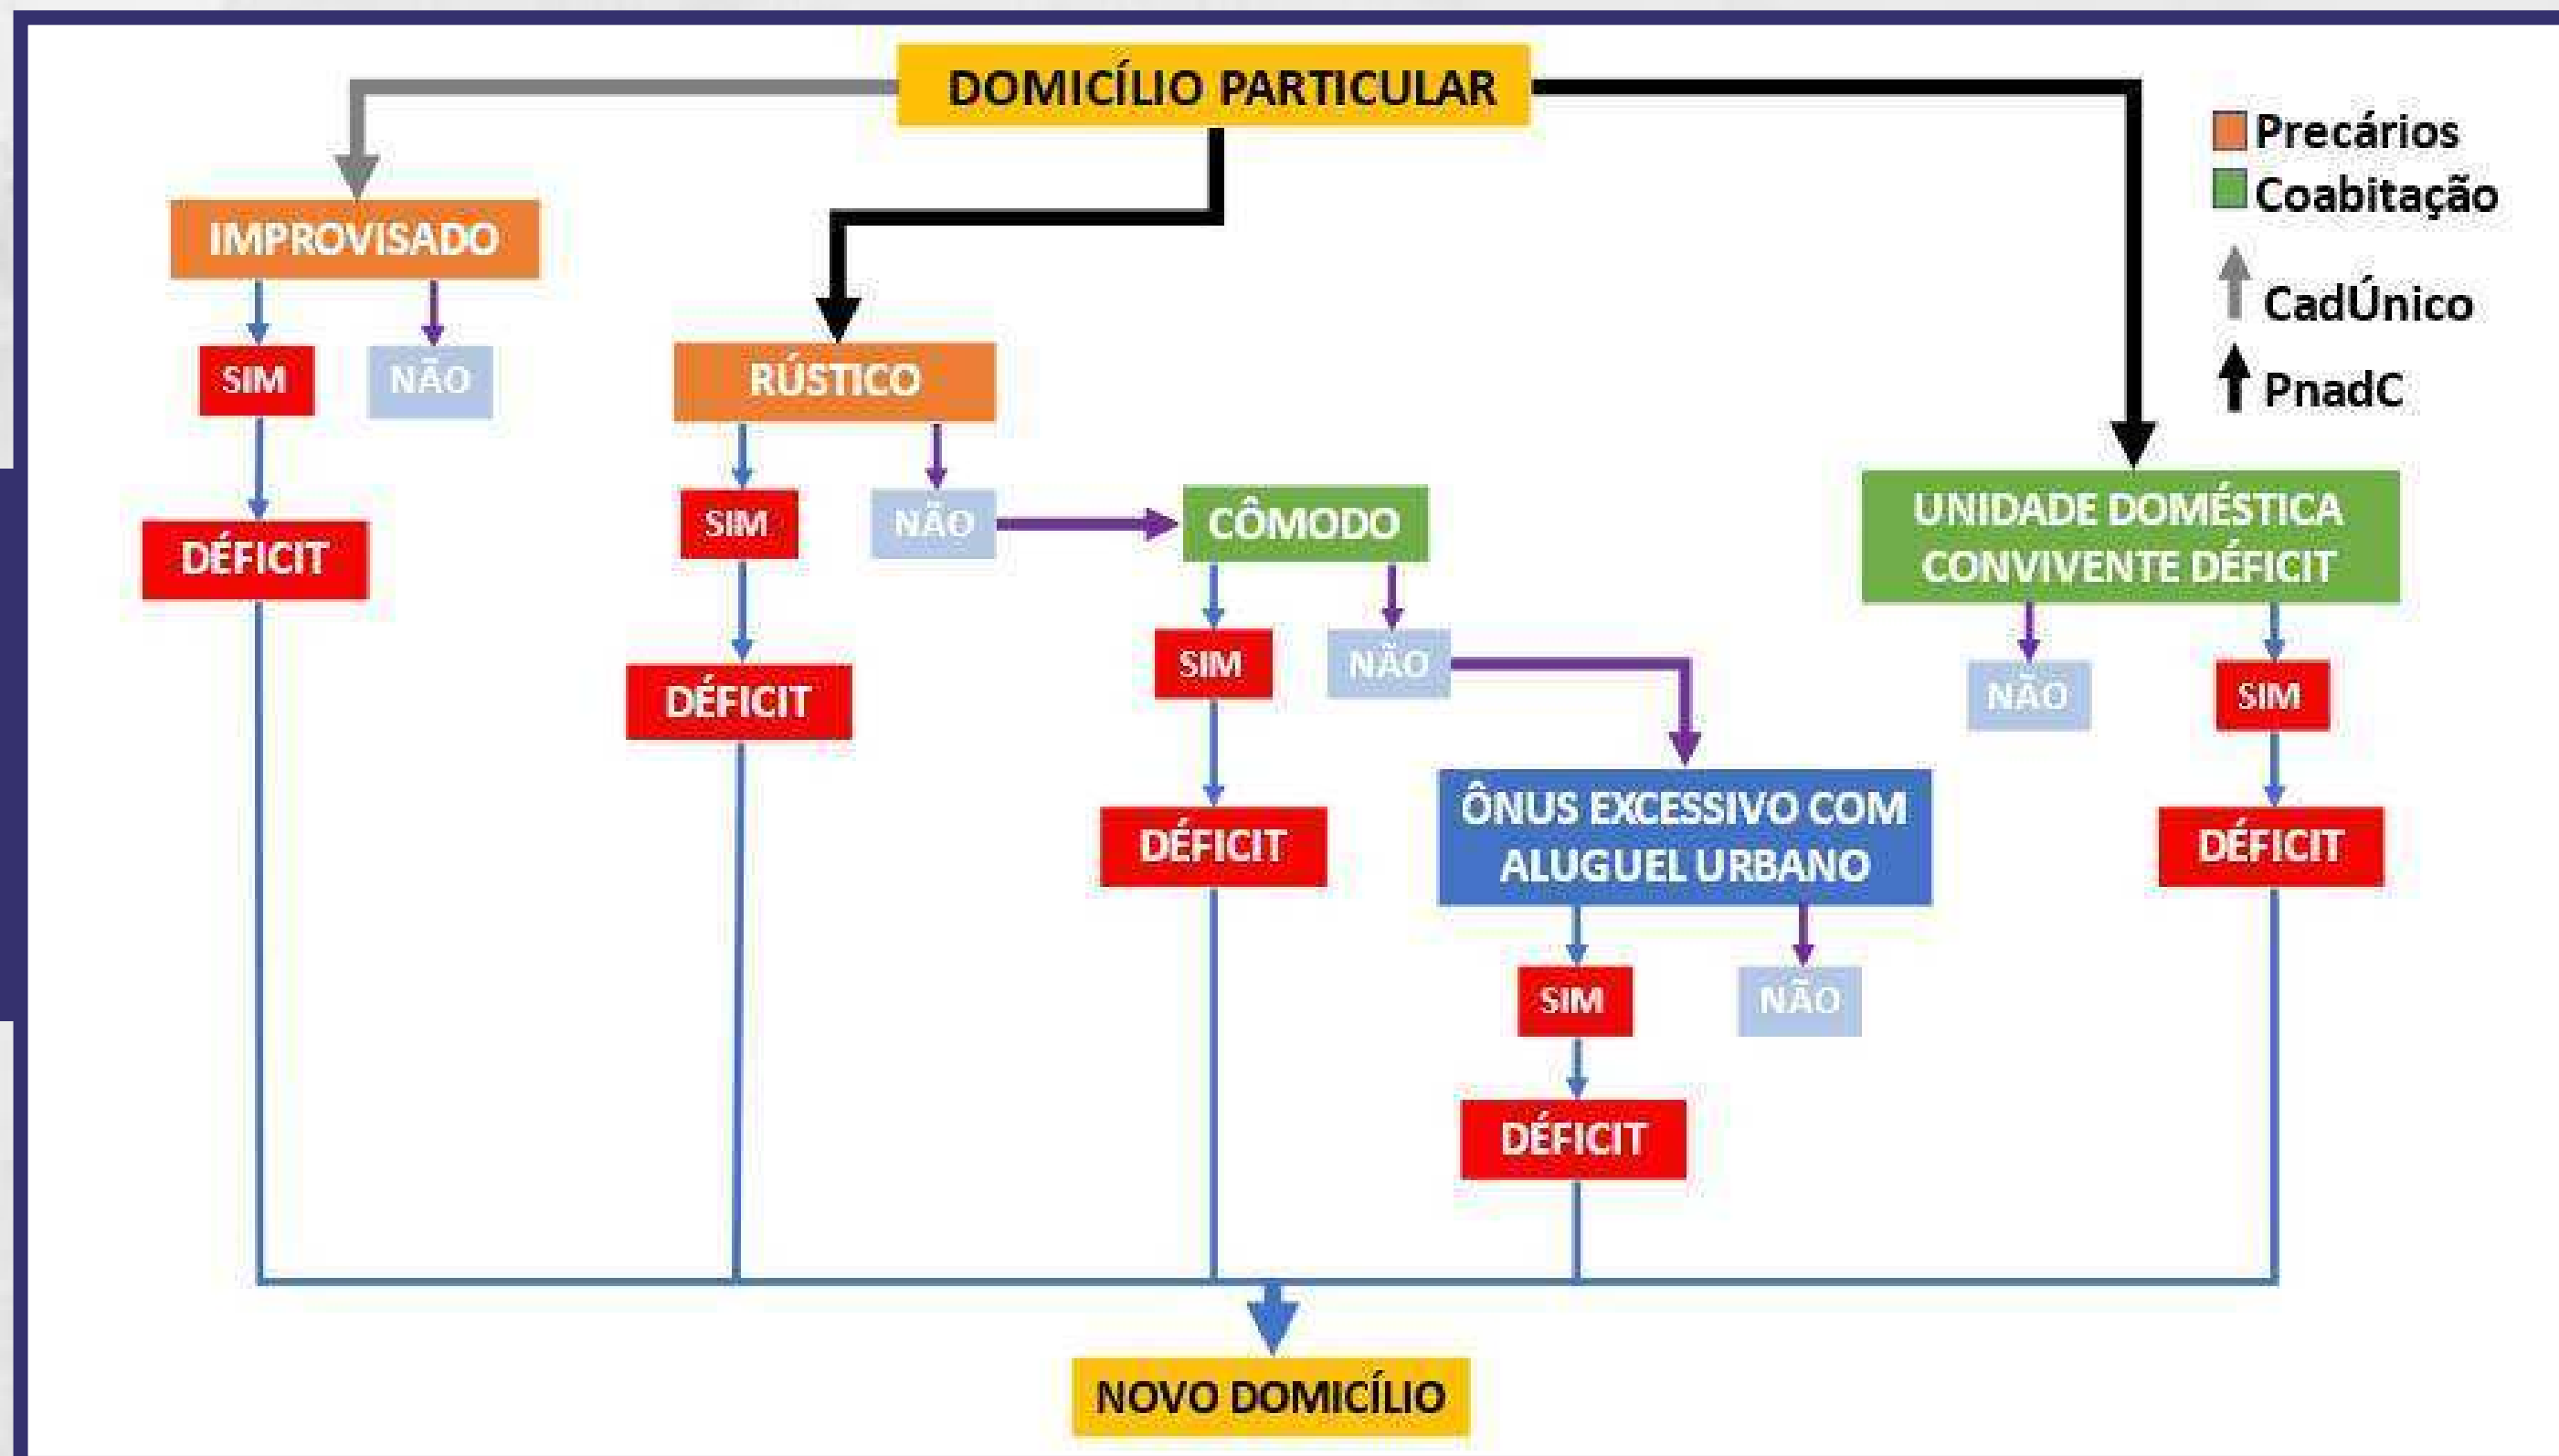 DOMICÍLIO PARTICULAR
Precários
Coabitação
CadÚnico
PnadC
IMPROVISADO
SIM
NÃO
DÉFICIT
RÚSTICO
SIM
NÃO
DÉFICIT
CÔMODO
SIM
NÃO
DÉFICIT
ÔNUS EXCESSIVO COM
ALUGUEL URBANO
SIM
NÃO
DÉFICIT
UNIDADE DOMÉSTICA
CONVIVENTE DÉFICIT
NÃO
SIM
DÉFICIT
NOVO DOMICÍLIO